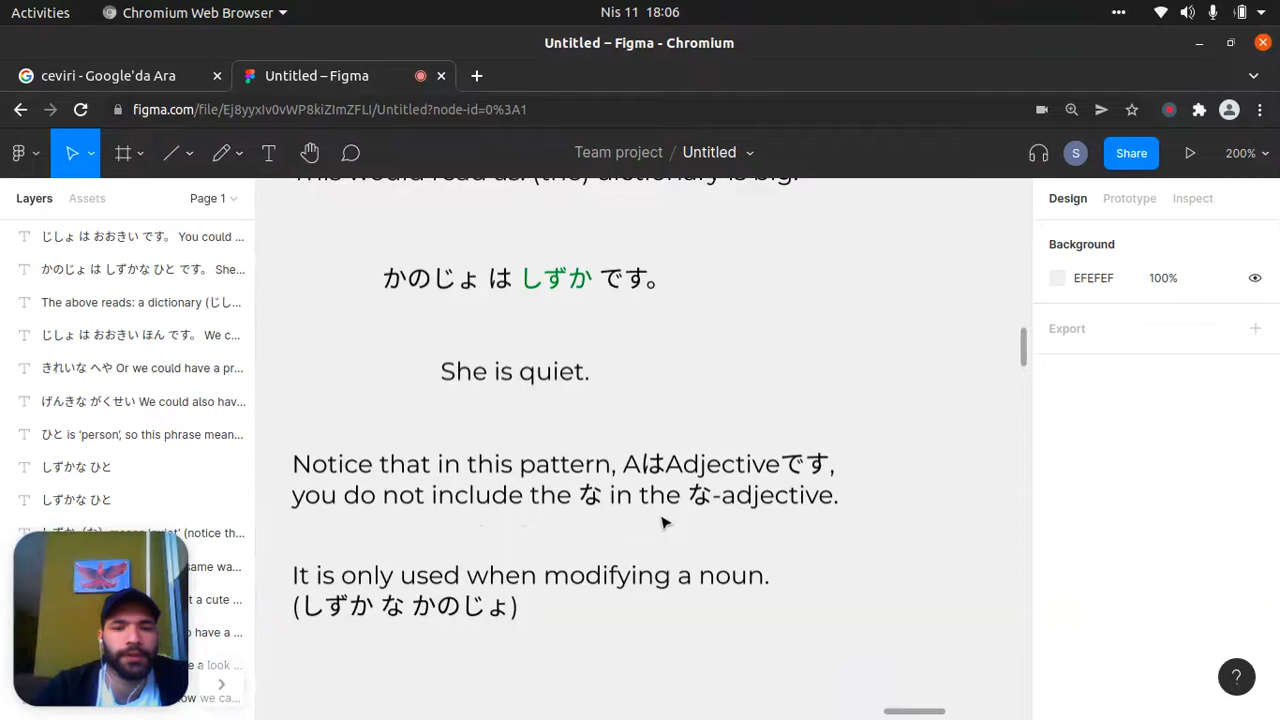 Activities
Chromium Web Browser
Nis 11 18:06
Untitled – Figma - Chromium
ceviri - Google'da Ara
Untitled – Figma
figma.com/file/Ej8yyxIv0vWP8kiZImZFLI/Untitled?node-id=0%3A1
Team project / Untitled
S
Share
200%
Layers
Assets
Page 1
じしょ は おおきい です。 You could ...
かのじょ は しずかな ひと です。 She...
The above reads: a dictionary (じし...
じしょ は おおきい ほん です。 We c...
きれいな へや Or we could have a pr...
げんきな がくせい We could also hav...
ひと is 'person', so this phrase mean...
しずかな ひと
しずかな ひと
This would read as: (the) dictionary is big.
かのじょ は しずか です。
She is quiet.
Notice that in this pattern, AはAdjectiveです,
you do not include the な in the な-adjective.
It is only used when modifying a noun.
(しずか な かのじょ)
Design
Prototype
Inspect
Background
EFEFEF
100%
Export
?